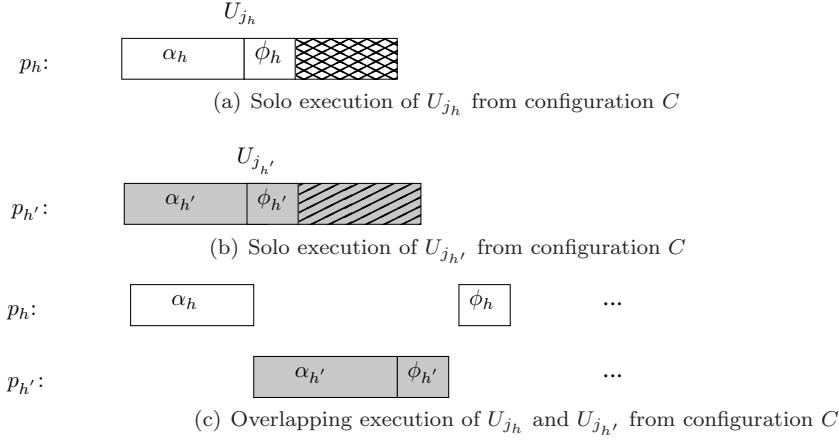 U_{j_h}
p_h: α_h ϕ_h
(a) Solo execution of U_{j_h} from configuration C
U_{j_{h'}}
p_{h'}: α_{h'} ϕ_{h'}
(b) Solo execution of U_{j_{h'}} from configuration C
p_h: α_h ϕ_h ...
p_{h'}: α_{h'} ϕ_{h'} ...
(c) Overlapping execution of U_{j_h} and U_{j_{h'}} from configuration C